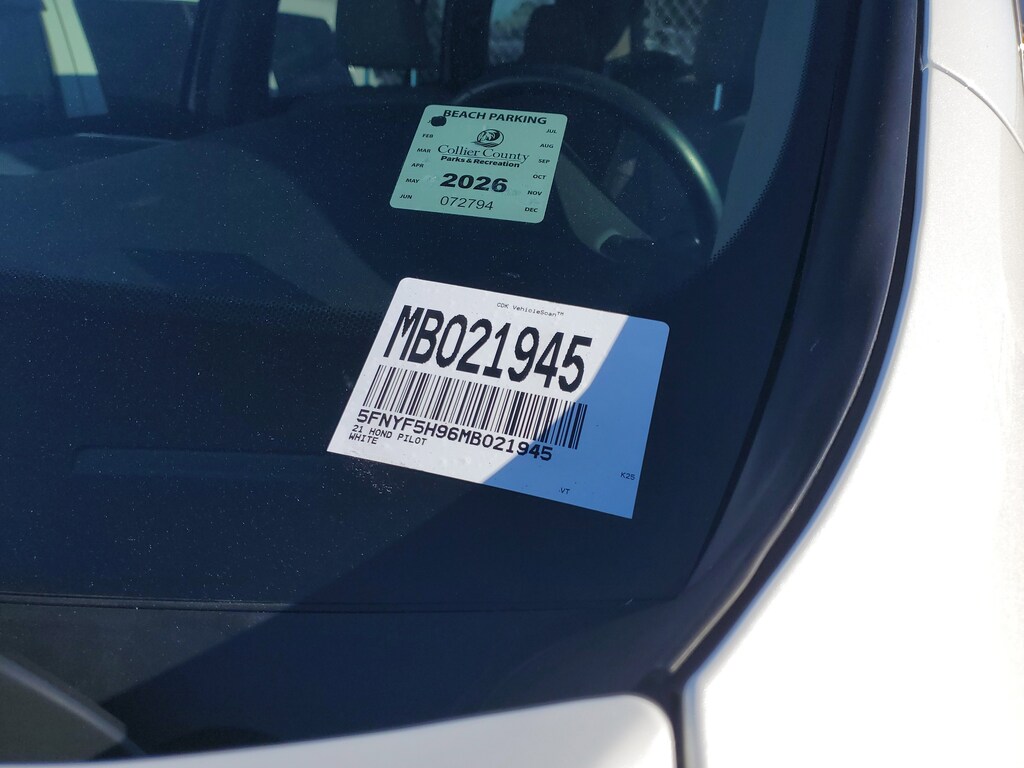 BEACH PARKING
FEB
MAR
APR
MAY
JUN
JUL
AUG
SEP
OCT
NOV
DEC
Collier County
Parks & Recreation
2026
072794
CDK VehicleScan™
MB021945
5FNYF5H96MB021945
21 HOND PILOT
WHITE
K25
VT